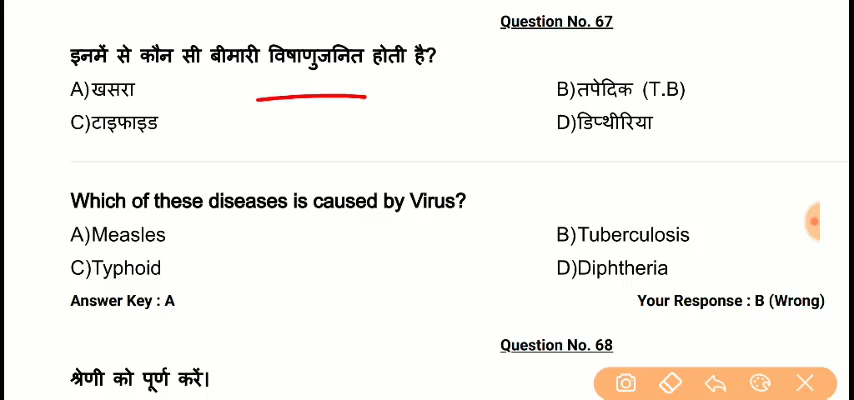 Question No. 67
इनमें से कौन सी बीमारी विषाणुजनित होती है?
A)खसरा B)तपेदिक (T.B)
C)टाइफाइड D)डिप्थीरिया
Which of these diseases is caused by Virus?
A)Measles B)Tuberculosis
C)Typhoid D)Diphtheria
Answer Key : A Your Response : B (Wrong)
Question No. 68
श्रेणी को पूर्ण करें।